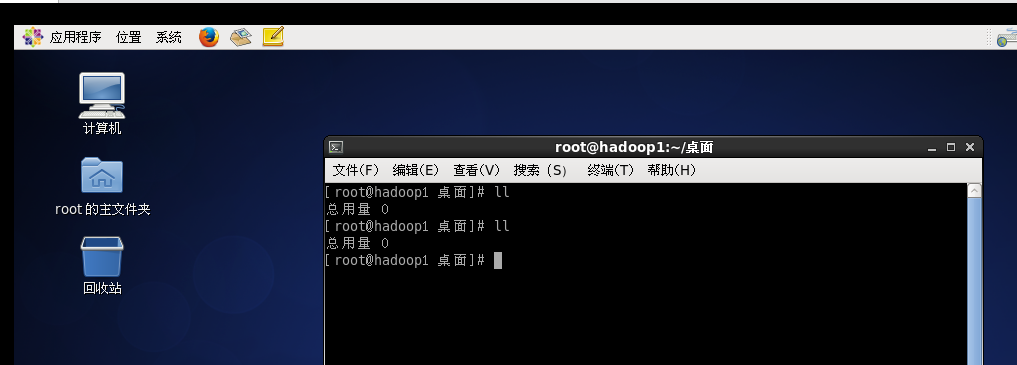 应用程序 位置 系统
计算机
root 的主文件夹
回收站
root@hadoop1:~/桌面
文件(F) 编辑(E) 查看(V) 搜索 (S) 终端(T) 帮助(H)
[root@hadoop1 桌面]# ll
总用量 0
[root@hadoop1 桌面]# ll
总用量 0
[root@hadoop1 桌面]#